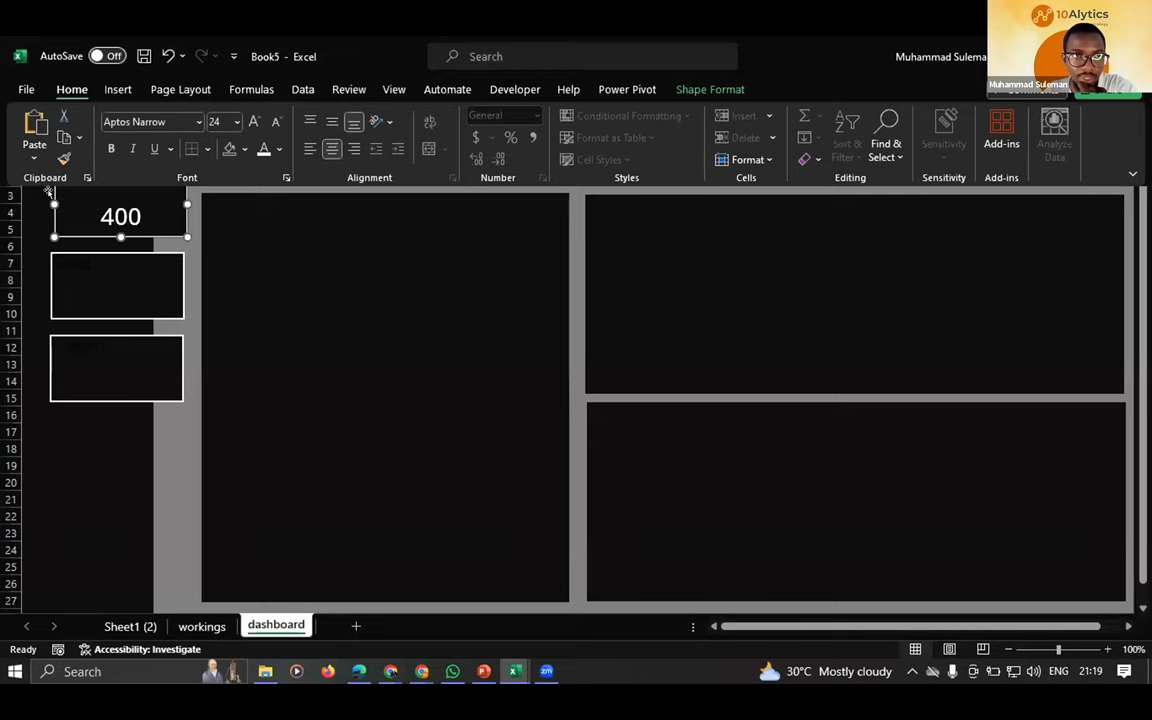 10Alytics
Muhammad Suleman
AutoSave Off
Book5 - Excel
Search
Muhammad Sulema
File Home Insert Page Layout Formulas Data Review View Automate Developer Help Power Pivot Shape Format
Paste
Clipboard
Aptos Narrow 24
B I U
Font
Alignment
General
$ % 9
Number
Conditional Formatting
Format as Table
Cell Styles
Styles
Insert
Delete
Format
Cells
Sort &
Filter
Find &
Select
Editing
Sensitivity
Sensitivity
Add-ins
Add-ins
Analyze
Data
3
4
5
6
7
8
9
10
11
12
13
14
15
16
17
18
19
20
21
22
23
24
25
26
27
400
Sheet1 (2) workings dashboard
Ready Accessibility: Investigate 100%
Search
30°C Mostly cloudy ENG 21:19